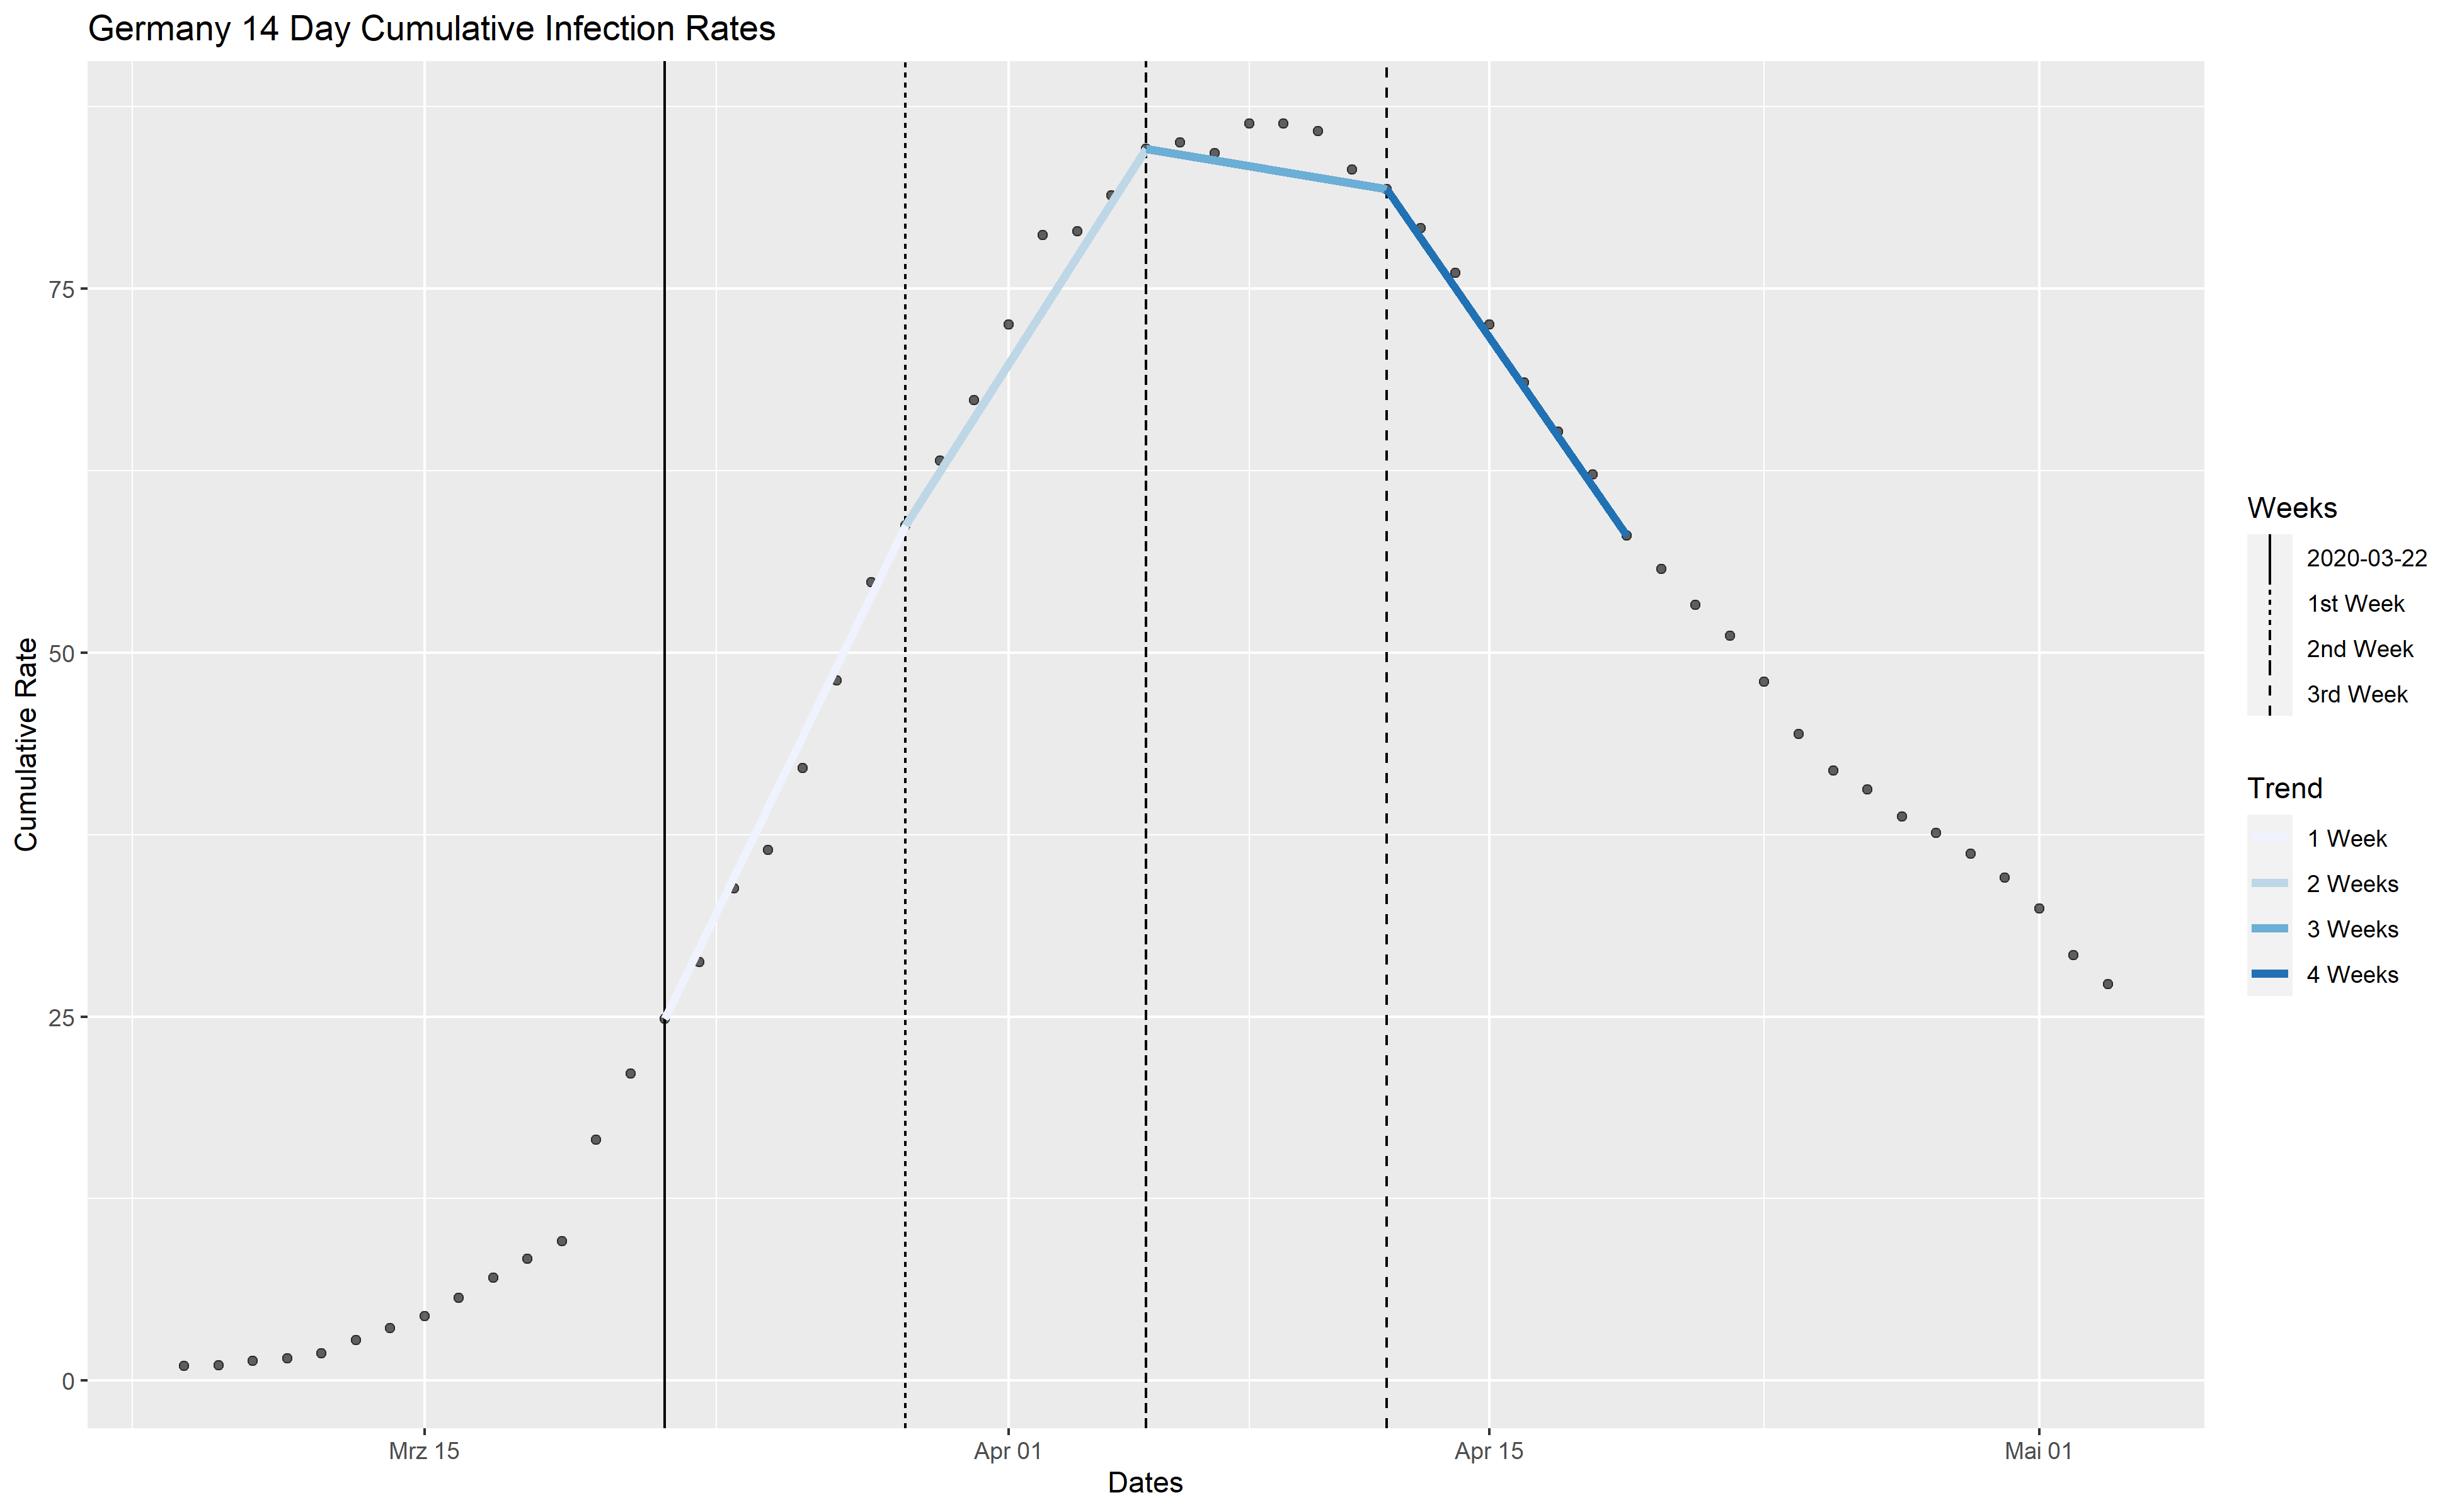 Germany 14 Day Cumulative Infection Rates
Cumulative Rate
75
50
25
0
Mrz 15
Apr 01
Apr 15
Mai 01
Dates
Weeks
2020-03-22
1st Week
2nd Week
3rd Week
Trend
1 Week
2 Weeks
3 Weeks
4 Weeks